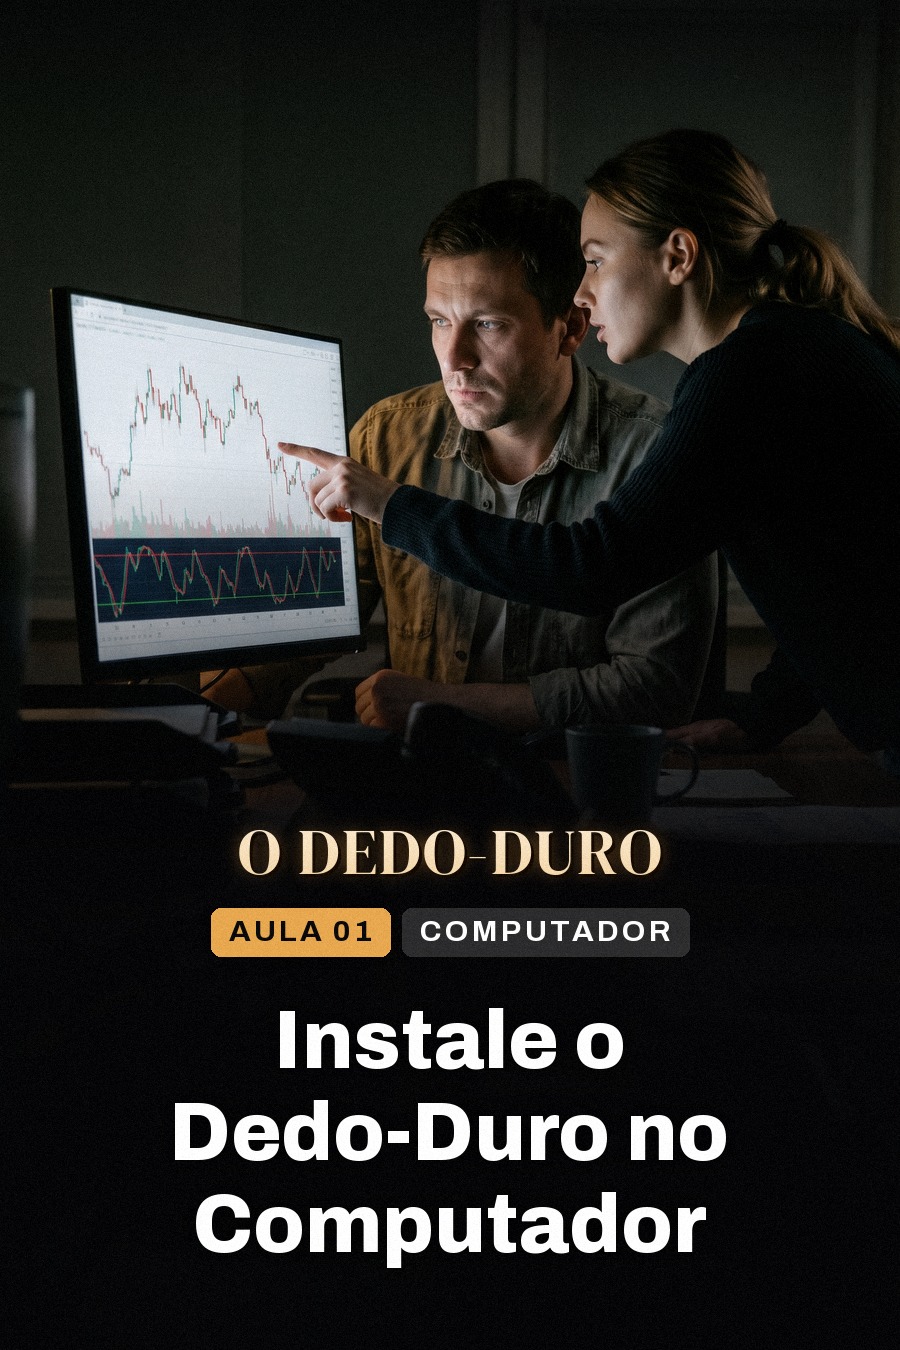 O DEDO-DURO
AULA 01 COMPUTADOR
Instale o
Dedo-Duro no
Computador